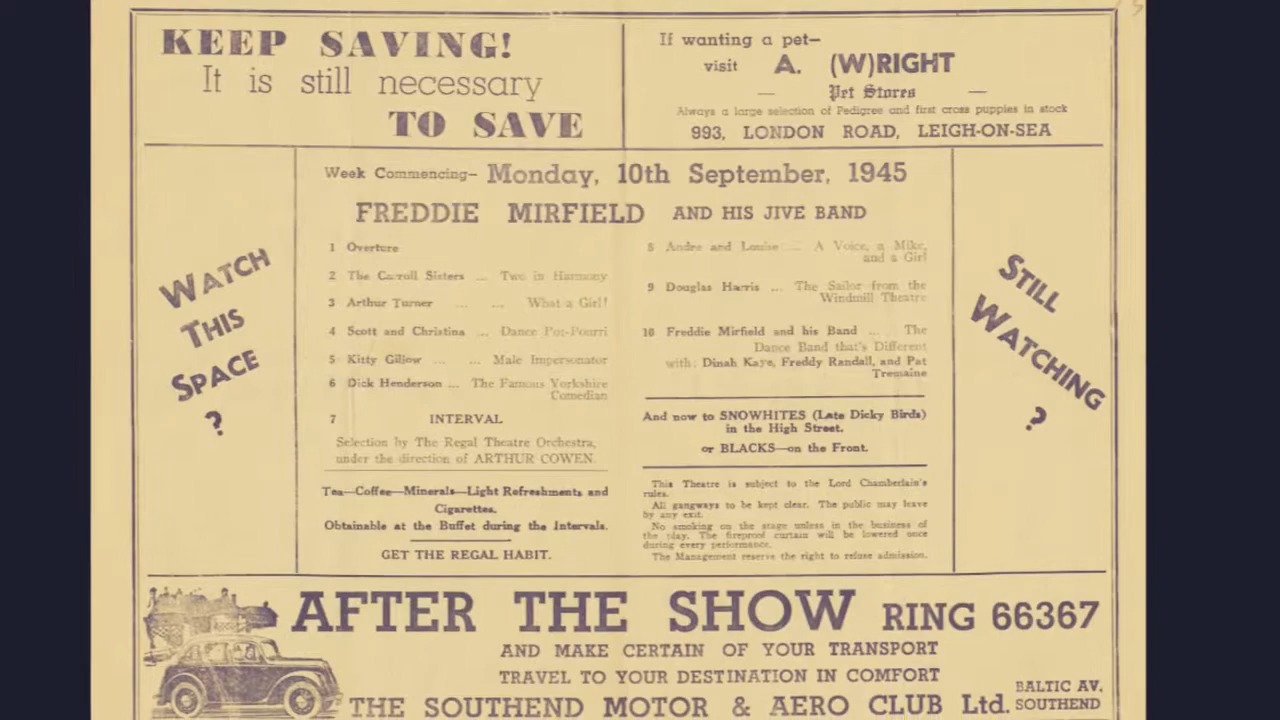 KEEP SAVING!
It is still necessary
TO SAVE
If wanting a pet—
visit A. (W)RIGHT
— Pet Stores —
Always a large selection of Pedigree and first cross puppies in stock
993, LONDON ROAD, LEIGH-ON-SEA
WATCH
THIS
SPACE
?
Week Commencing— Monday, 10th September, 1945
FREDDIE MIRFIELD AND HIS JIVE BAND
1 Overture
2 The Carroll Sisters ... Two in Harmony
3 Arthur Turner ... ... What a Girl!
4 Scott and Christina ... Dance Pot-Pourri
5 Kitty Gillow ... ... Male Impersonator
6 Dick Henderson ... The Famous Yorkshire
Comedian
7 INTERVAL
Selection by The Regal Theatre Orchestra,
under the direction of ARTHUR COWEN.
Tea—Coffee—Minerals—Light Refreshments and
Cigarettes.
Obtainable at the Buffet during the Intervals.
GET THE REGAL HABIT.
8 Andre and Louise ... A Voice, a Mike,
and a Girl
9 Douglas Harris ... The Sailor from the
Windmill Theatre
10 Freddie Mirfield and his Band ... The
Dance Band that's Different
with: Dinah Kaye, Freddy Randall, and Pat
Tremaine
And now to SNOWHITES (Late Dicky Birds)
in the High Street.
or BLACKS—on the Front.
This Theatre is subject to the Lord Chamberlain's
rules.
All gangways to be kept clear. The public may leave
by any exit.
No smoking on the stage unless in the business of
the play. The fireproof curtain will be lowered once
during every performance.
The Management reserve the right to refuse admission.
STILL
WATCHING
?
AFTER THE SHOW RING 66367
AND MAKE CERTAIN OF YOUR TRANSPORT
TRAVEL TO YOUR DESTINATION IN COMFORT
THE SOUTHEND MOTOR & AERO CLUB Ltd.
BALTIC AV.
SOUTHEND